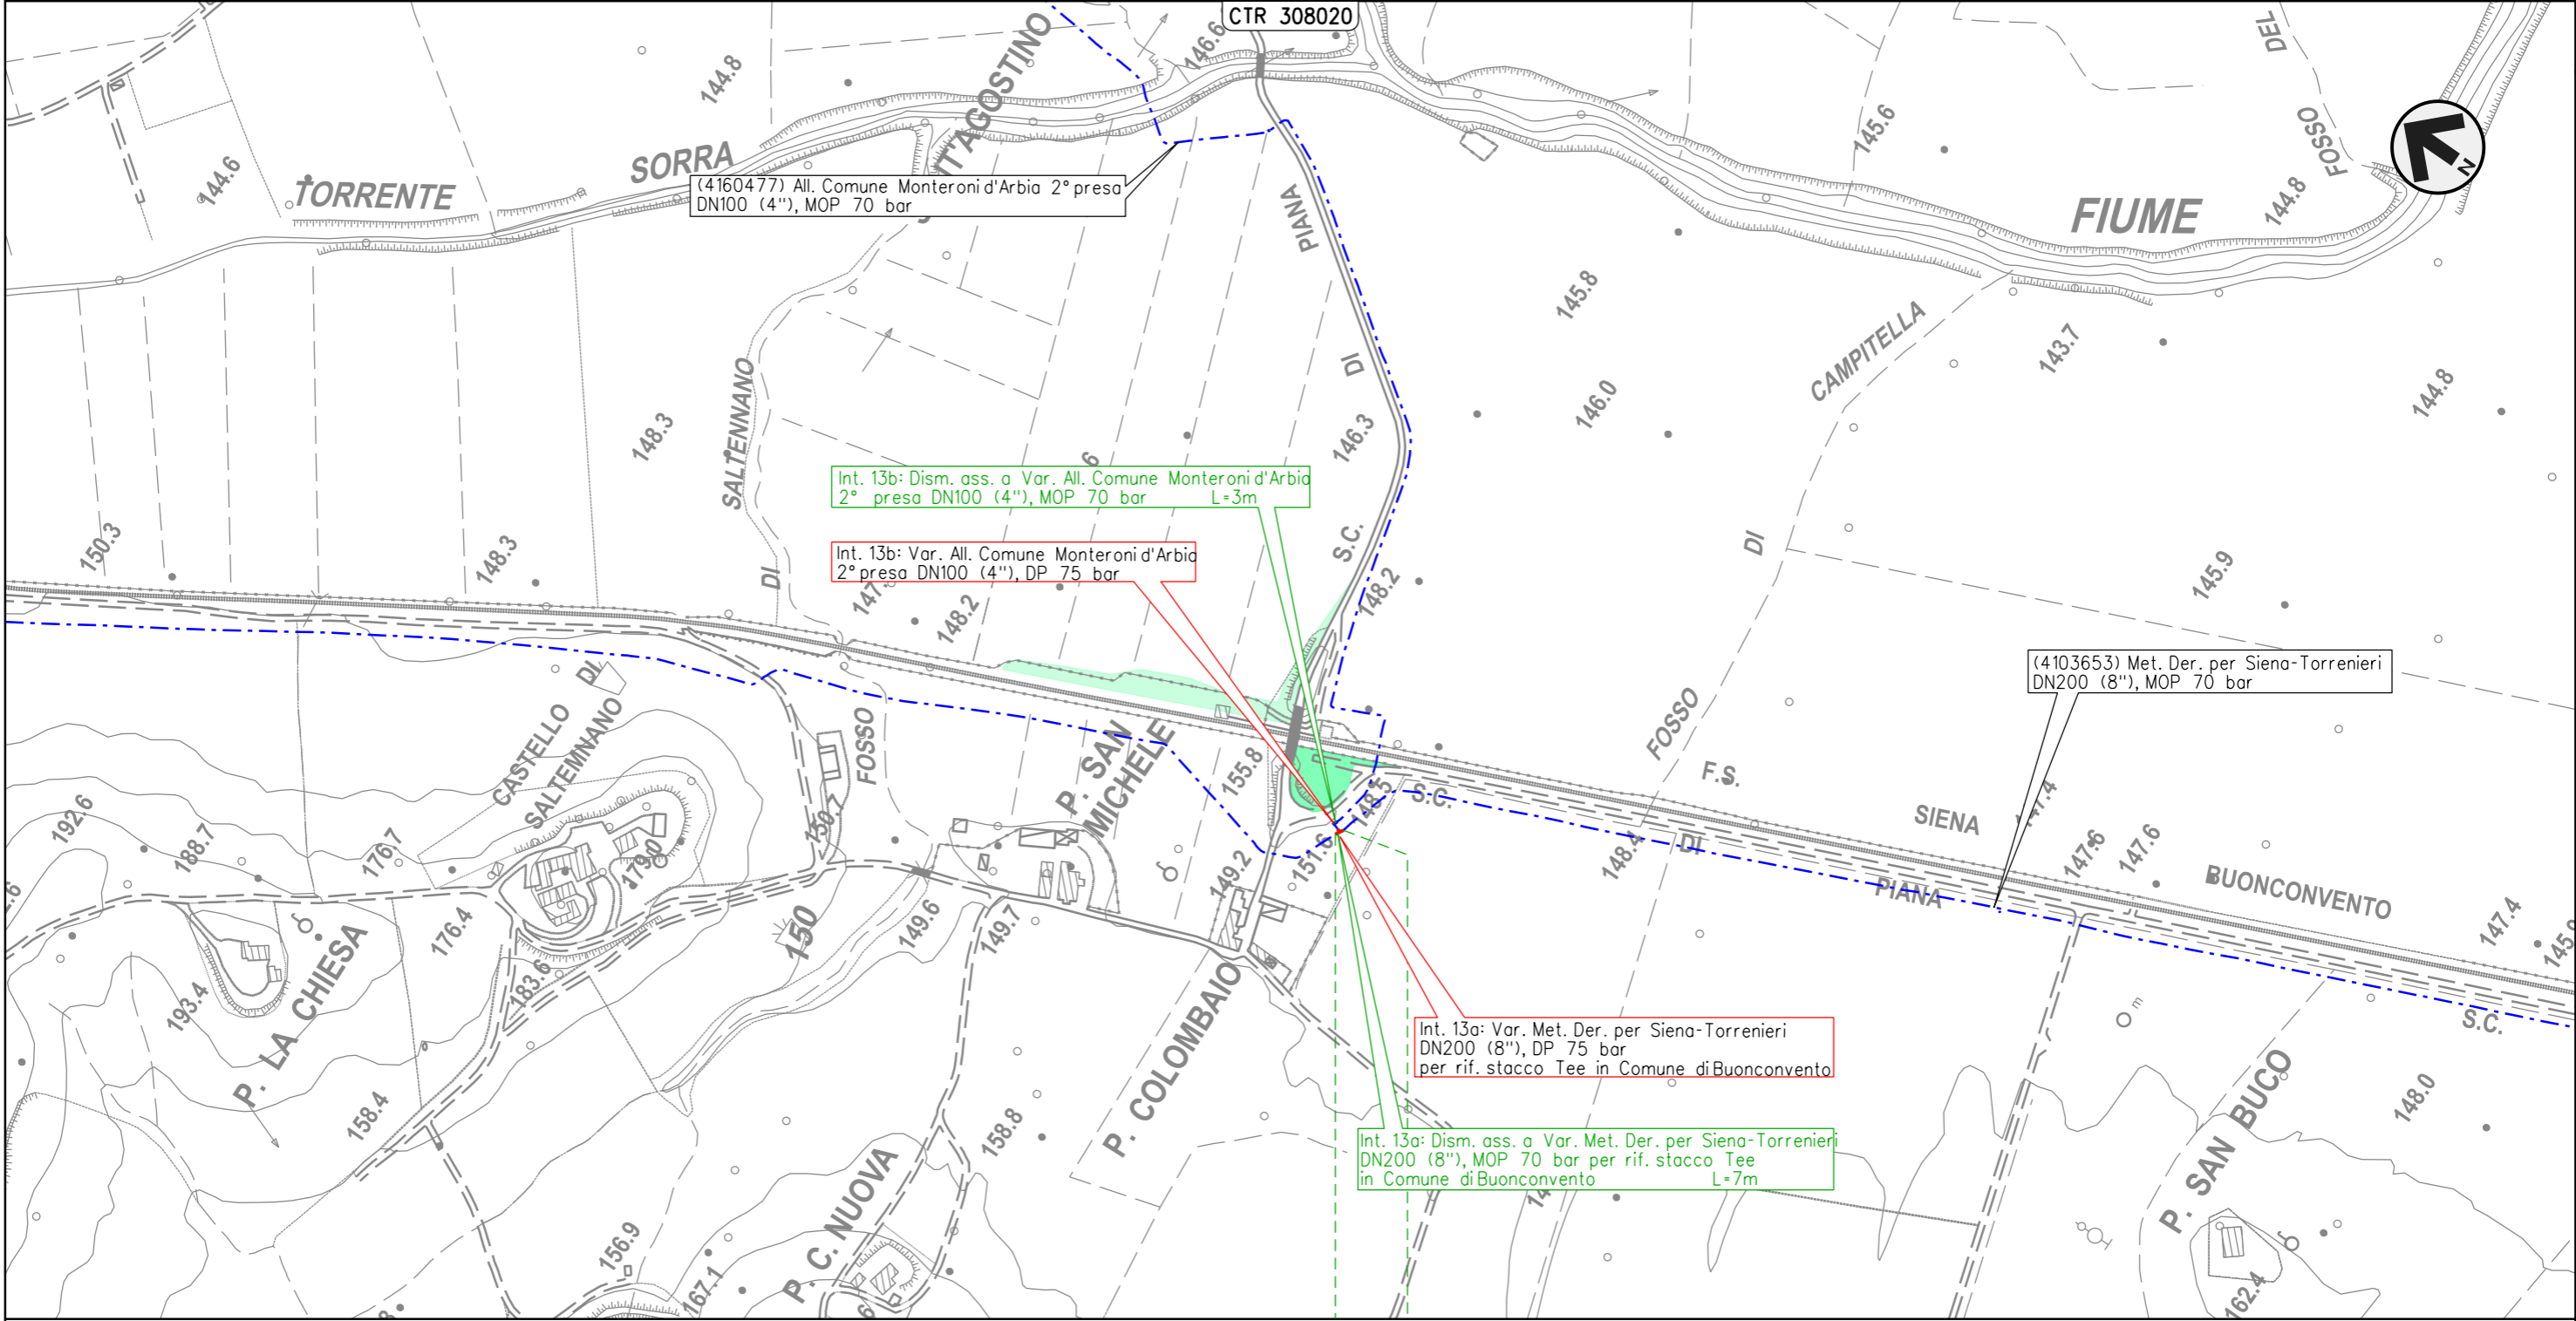 CTR 308020
DEL
FOSSO
146.6
144.8
145.6
144.6
TORRENTE
SORRA
FIUME
144.8
N
(4160477) All. Comune Monteroni d'Arbia 2° presa
DN100 (4"), MOP 70 bar
PIANA
DI
S.C.
145.8
143.7
CAMPITELLA
DI
FOSSO
146.0
144.8
146.3
148.3
SALTENNANO
DI
FOSSO
Int. 13b: Dism. ass. a Var. All. Comune Monteroni d'Arbia
2° presa DN100 (4"), MOP 70 bar L=3m
Int. 13b: Var. All. Comune Monteroni d'Arbia
2° presa DN100 (4"), DP 75 bar
150.3
148.3
148.2
148.2
145.9
(4103653) Met. Der. per Siena-Torrenieri
DN200 (8"), MOP 70 bar
CASTELLO
DI
SALTEMNANO
P. SAN
MICHELE
155.8
148.5
S.C.
F.S.
SIENA
BUONCONVENTO
DI
PIANA
S.C.
192.6
188.7
176.7
150.7
149.2
148.4
147.4
147.6
147.6
147.4
176.4
150
149.6
149.7
183.6
193.4
P. LA CHIESA
158.4
P. COLOMBAIO
158.8
m
Int. 13a: Var. Met. Der. per Siena-Torrenieri
DN200 (8"), DP 75 bar
per rif. stacco Tee in Comune di Buonconvento
Int. 13a: Dism. ass. a Var. Met. Der. per Siena-Torrenieri
DN200 (8"), MOP 70 bar per rif. stacco Tee
in Comune di Buonconvento L=7m
P. SAN BUCO
148.0
P. C. NUOVA
156.9
167.1
162.4